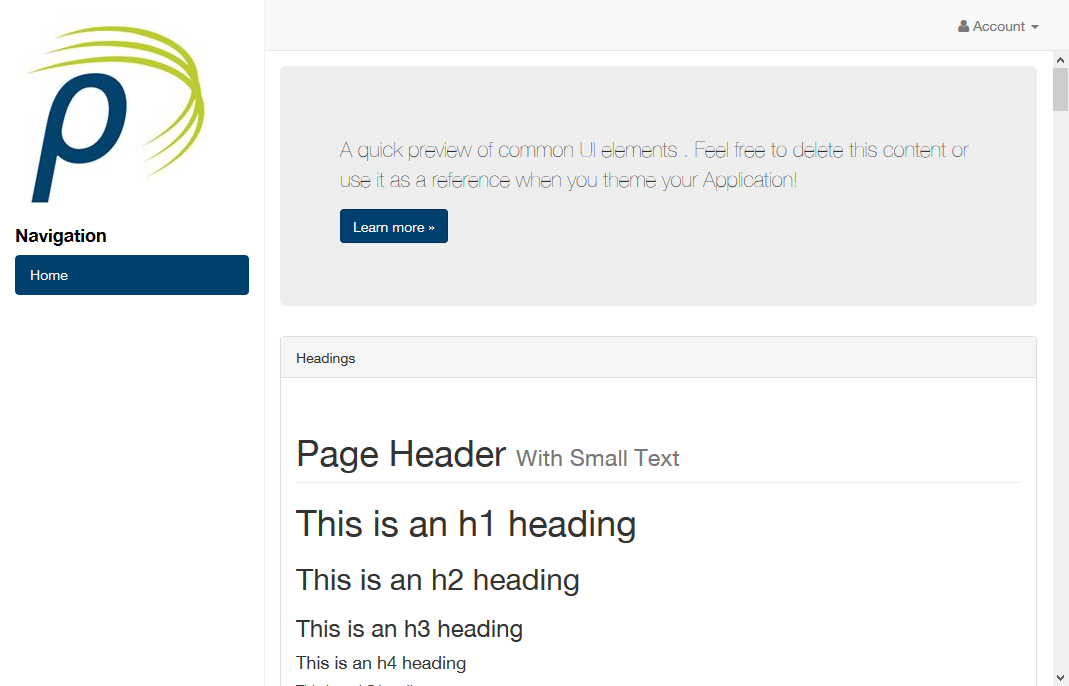 Account
Navigation
Home
A quick preview of common UI elements . Feel free to delete this content or
use it as a reference when you theme your Application!
Learn more »
Headings
Page Header With Small Text
This is an h1 heading
This is an h2 heading
This is an h3 heading
This is an h4 heading